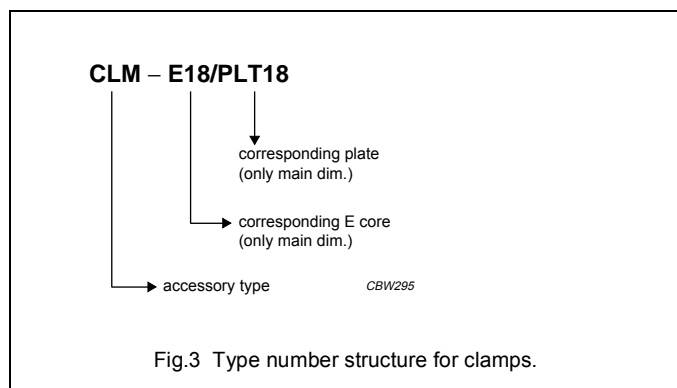 CLM – E18/PLT18
corresponding plate
(only main dim.)
corresponding E core
(only main dim.)
accessory type
CBW295
Fig.3 Type number structure for clamps.